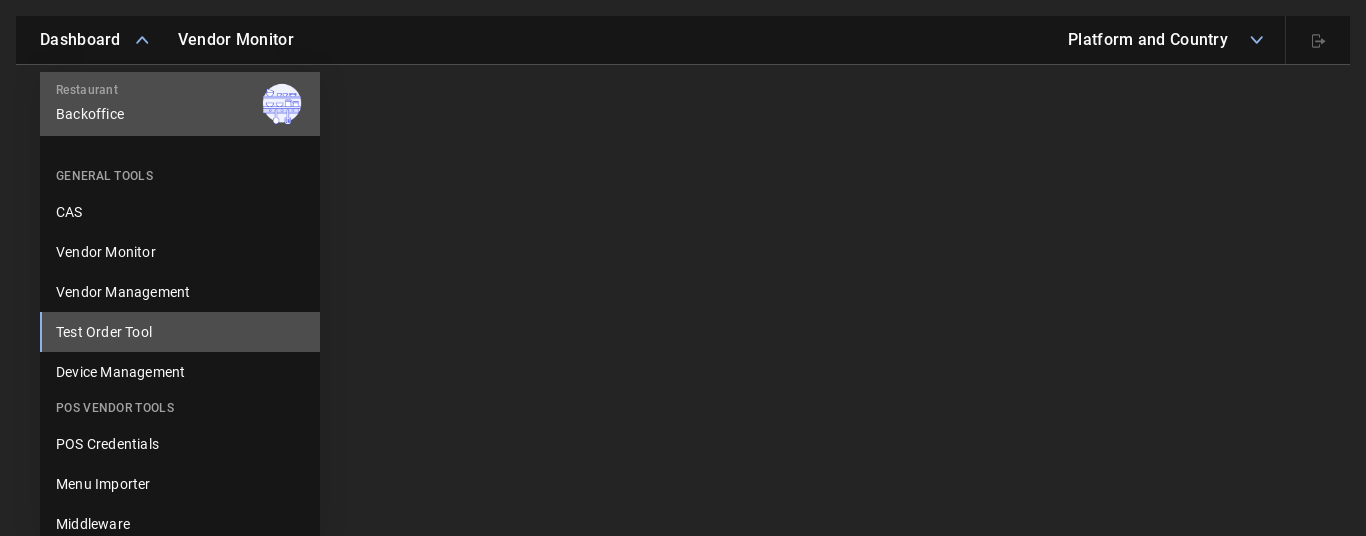 Dashboard Vendor Monitor Platform and Country
Restaurant
Backoffice
GENERAL TOOLS
CAS
Vendor Monitor
Vendor Management
Test Order Tool
Device Management
POS VENDOR TOOLS
POS Credentials
Menu Importer
Middleware